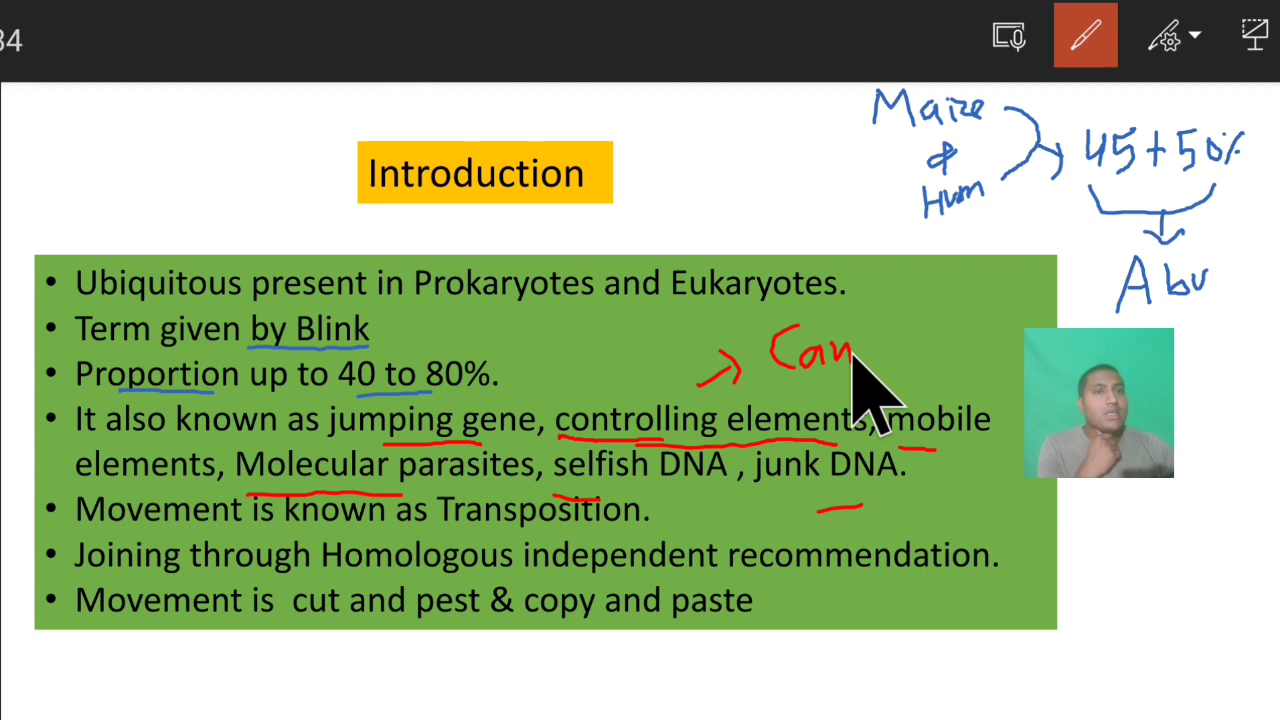 34
Maize
&
Hum
45+50%
Abu
Introduction
• Ubiquitous present in Prokaryotes and Eukaryotes.
• Term given by Blink
• Proportion up to 40 to 80%.
Can
• It also known as jumping gene, controlling elements, mobile
elements, Molecular parasites, selfish DNA , junk DNA.
• Movement is known as Transposition.
• Joining through Homologous independent recommendation.
• Movement is cut and pest & copy and paste